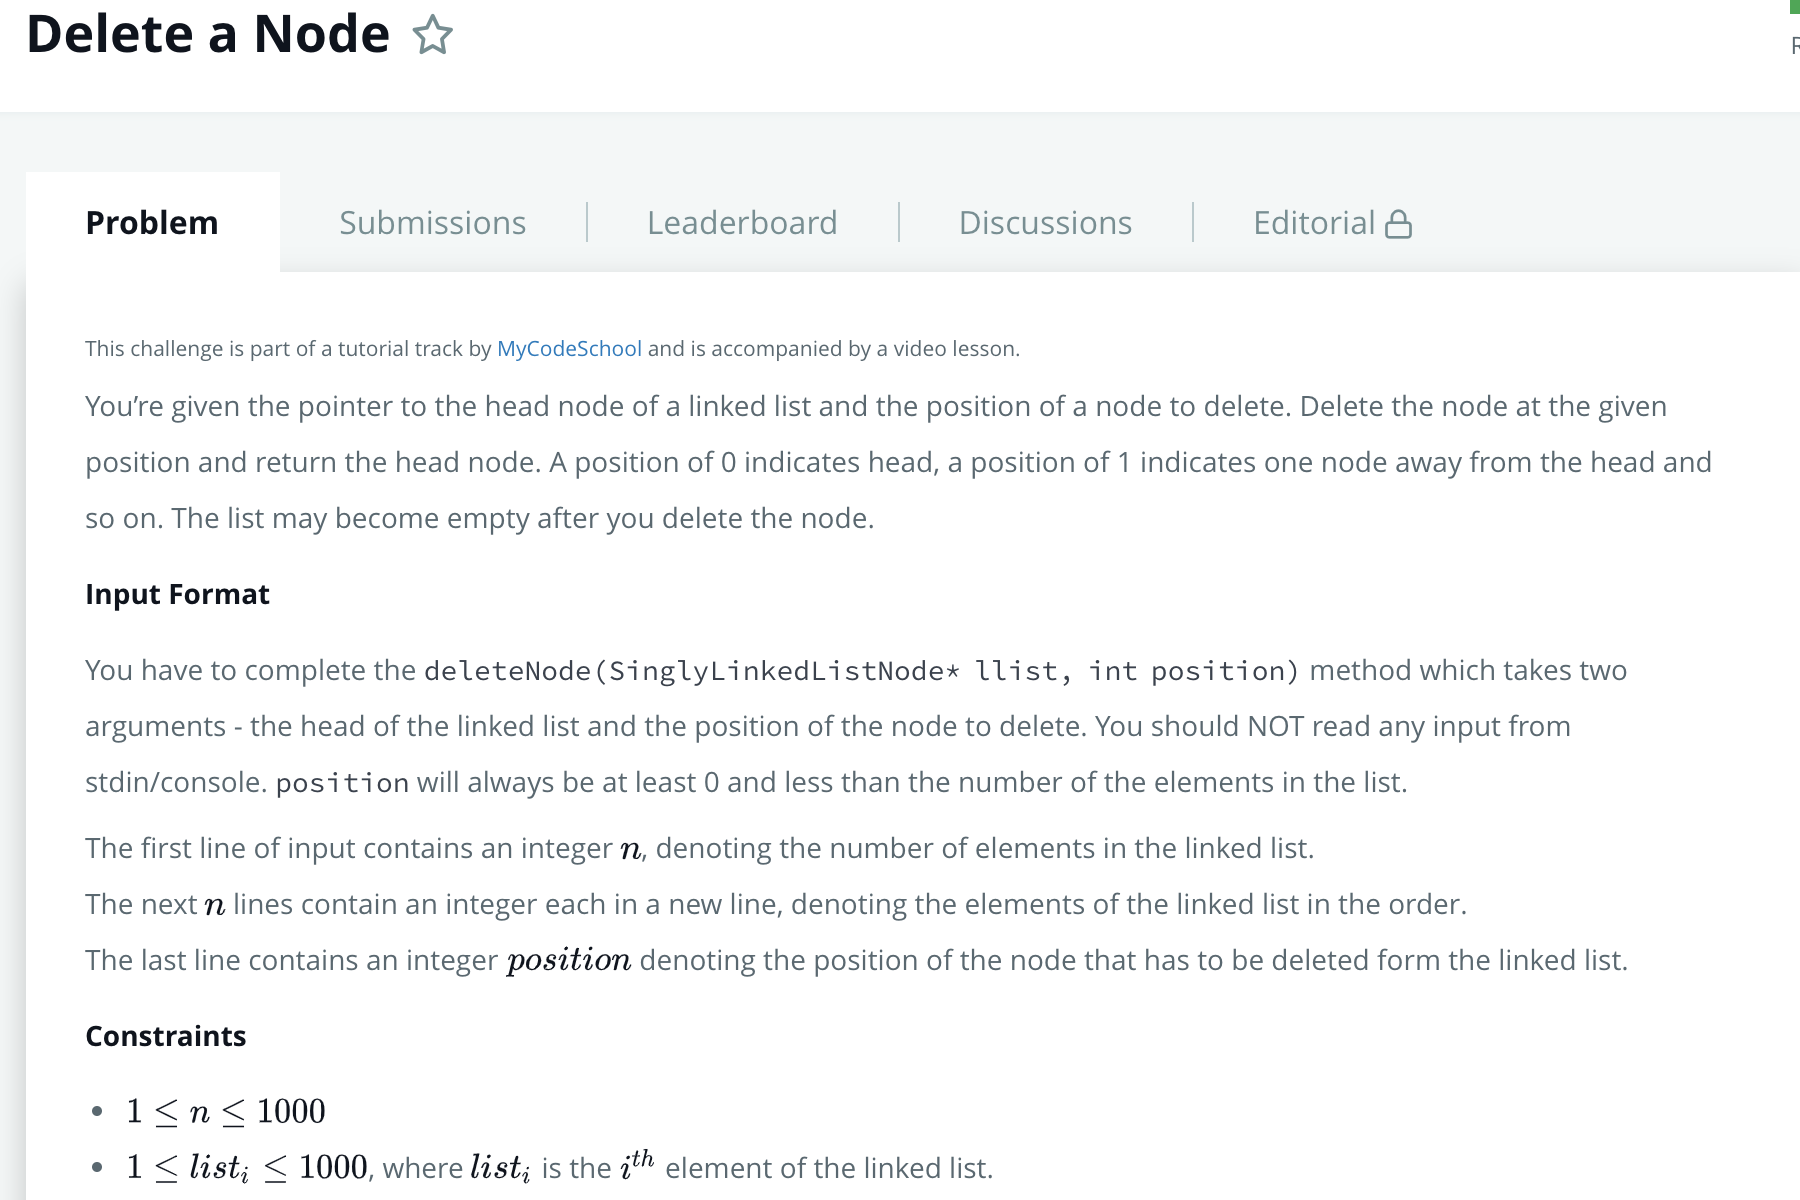 Delete a Node
R
Problem
Submissions
Leaderboard
Discussions
Editorial
This challenge is part of a tutorial track by MyCodeSchool and is accompanied by a video lesson.
You’re given the pointer to the head node of a linked list and the position of a node to delete. Delete the node at the given
position and return the head node. A position of 0 indicates head, a position of 1 indicates one node away from the head and
so on. The list may become empty after you delete the node.
Input Format
You have to complete the deleteNode(SinglyLinkedListNode* llist, int position) method which takes two
arguments - the head of the linked list and the position of the node to delete. You should NOT read any input from
stdin/console. position will always be at least 0 and less than the number of the elements in the list.
The first line of input contains an integer n, denoting the number of elements in the linked list.
The next n lines contain an integer each in a new line, denoting the elements of the linked list in the order.
The last line contains an integer position denoting the position of the node that has to be deleted form the linked list.
Constraints
• 1 ≤ n ≤ 1000
• 1 ≤ list_i ≤ 1000, where list_i is the i^th element of the linked list.